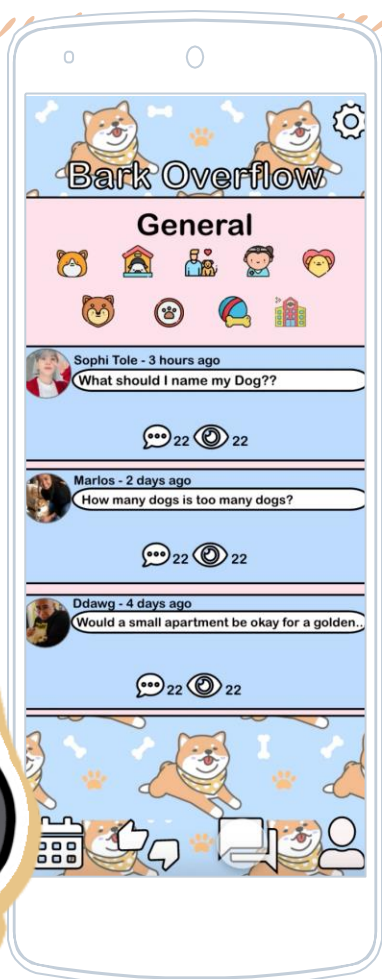 Bark Overflow
General
Sophi Tole - 3 hours ago
What should I name my Dog??
22 22
Marlos - 2 days ago
How many dogs is too many dogs?
22 22
Ddawg - 4 days ago
Would a small apartment be okay for a golden..
22 22